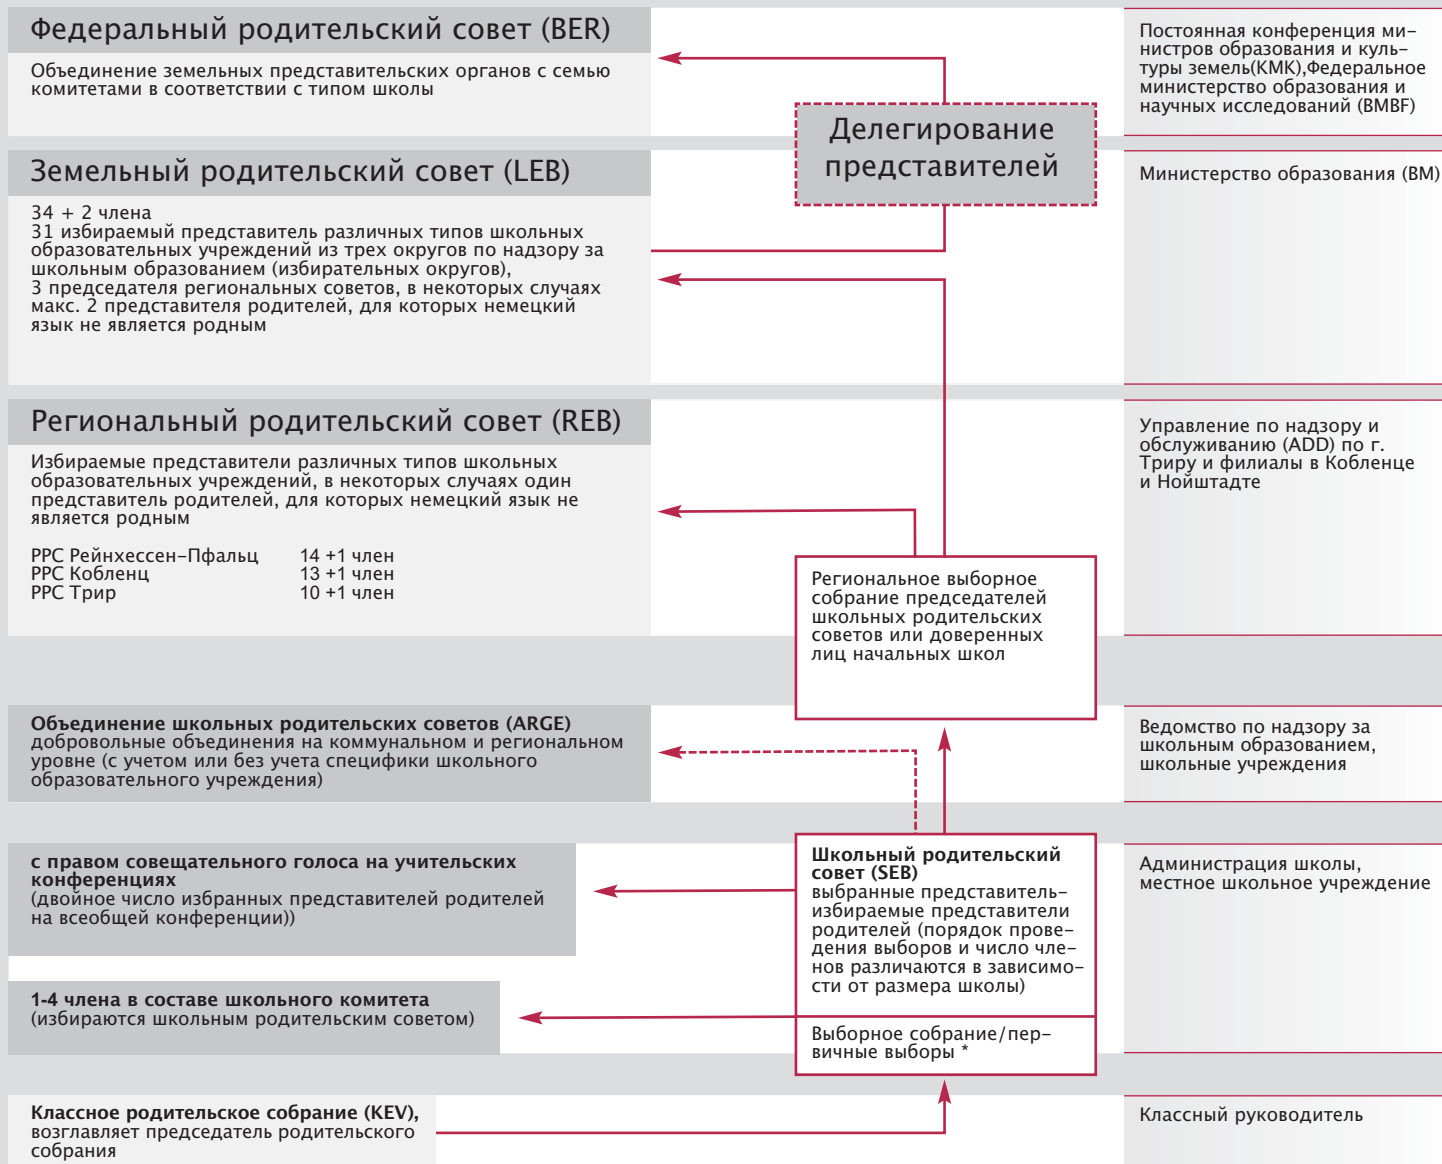 Федеральный родительский совет (BER)
Объединение земельных представительских органов с семью
комитетами в соответствии с типом школы
Делегирование
представителей
Постоянная конференция ми–
нистров образования и куль–
туры земель(KMK),Федеральное
министерство образования и
научных исследований (BMBF)
Земельный родительский совет (LEB)
34 + 2 члена
31 избираемый представитель различных типов школьных
образовательных учреждений из трех округов по надзору за
школьным образованием (избирательных округов),
3 председателя региональных советов, в некоторых случаях
макс. 2 представителя родителей, для которых немецкий
язык не является родным
Министерство образования (BM)
Региональный родительский совет (REB)
Избираемые представители различных типов школьных
образовательных учреждений, в некоторых случаях один
представитель родителей, для которых немецкий язык не
является родным
РРС Рейнхессен–Пфальц 14 +1 член
РРС Кобленц 13 +1 член
РРС Трир 10 +1 член
Региональное выборное
собрание председателей
школьных родительских
советов или доверенных
лиц начальных школ
Управление по надзору и
обслуживанию (ADD) по г.
Триру и филиалы в Кобленце
и Нойштадте
Объединение школьных родительских советов (ARGE)
добровольные объединения на коммунальном и региональном
уровне (с учетом или без учета специфики школьного
образовательного учреждения)
Ведомство по надзору за
школьным образованием,
школьные учреждения
с правом совещательного голоса на учительских
конференциях
(двойное число избранных представителей родителей
на всеобщей конференции))
1-4 члена в составе школьного комитета
(избираются школьным родительским советом)
Школьный родительский
совет (SEB)
выбранные представитель–
избираемые представители
родителей (порядок прове–
дения выборов и число чле–
нов различаются в зависимо–
сти от размера школы)
Выборное собрание/пер–
вичные выборы *
Администрация школы,
местное школьное учреждение
Классное родительское собрание (KEV),
возглавляет председатель родительского
собрания
Классный руководитель